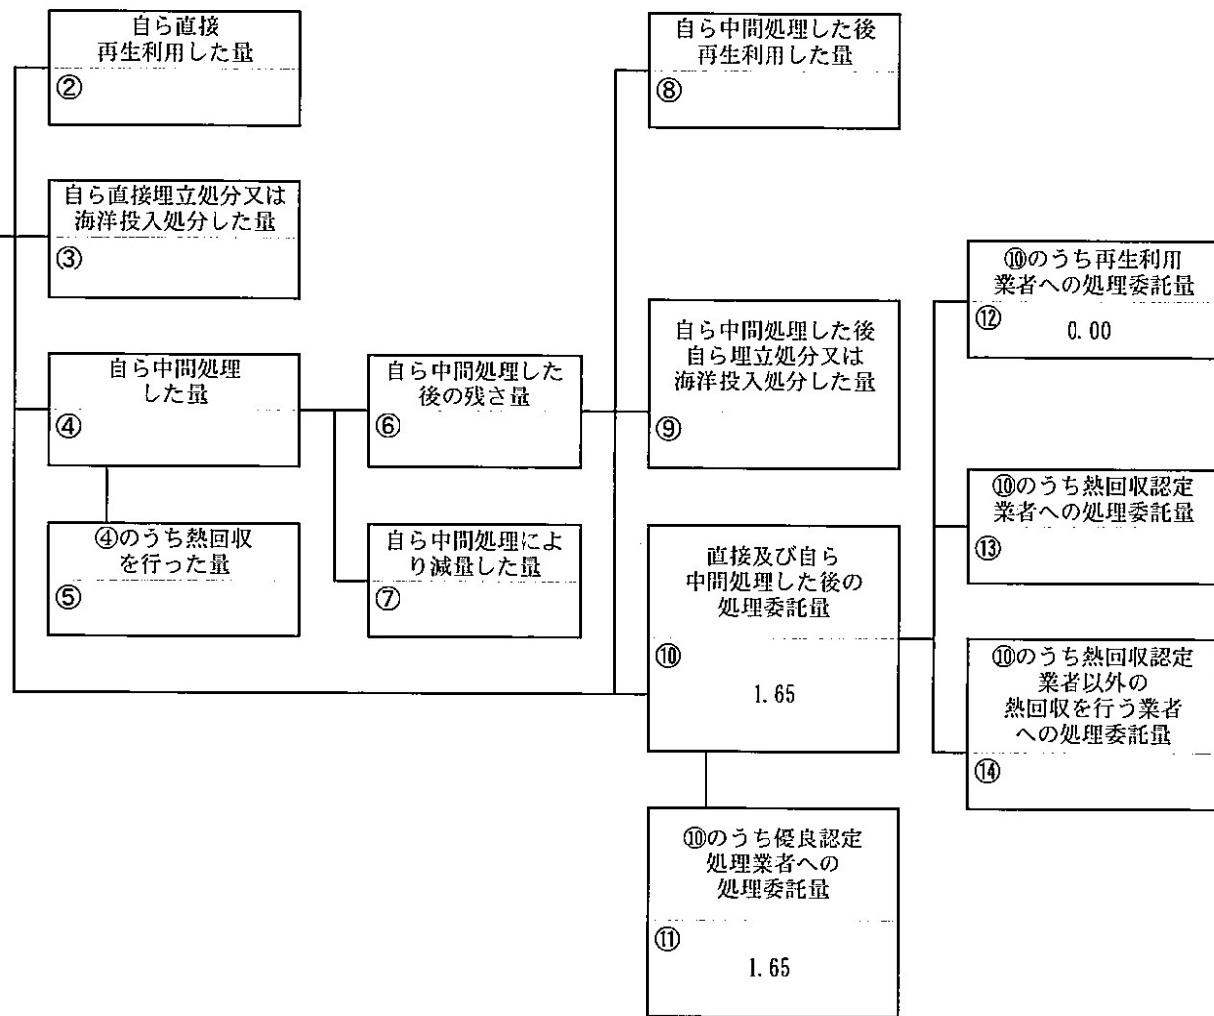 自ら直接
再生利用した量
②
自ら直接埋立処分又は
海洋投入処分した量
③
自ら中間処理
した量
④
④のうち熱回収
を行った量
⑤
自ら中間処理した
後の残さ量
⑥
自ら中間処理によ
り減量した量
⑦
自ら中間処理した後
再生利用した量
⑧
自ら中間処理した後
自ら埋立処分又は
海洋投入処分した量
⑨
直接及び自ら
中間処理した後の
処理委託量
⑩
1.65
⑩のうち優良認定
処理業者への
処理委託量
⑪
1.65
⑩のうち再生利用
業者への処理委託量
⑫
0.00
⑩のうち熱回収認定
業者への処理委託量
⑬
⑩のうち熱回収認定
業者以外の
熱回収を行う業者
への処理委託量
⑭